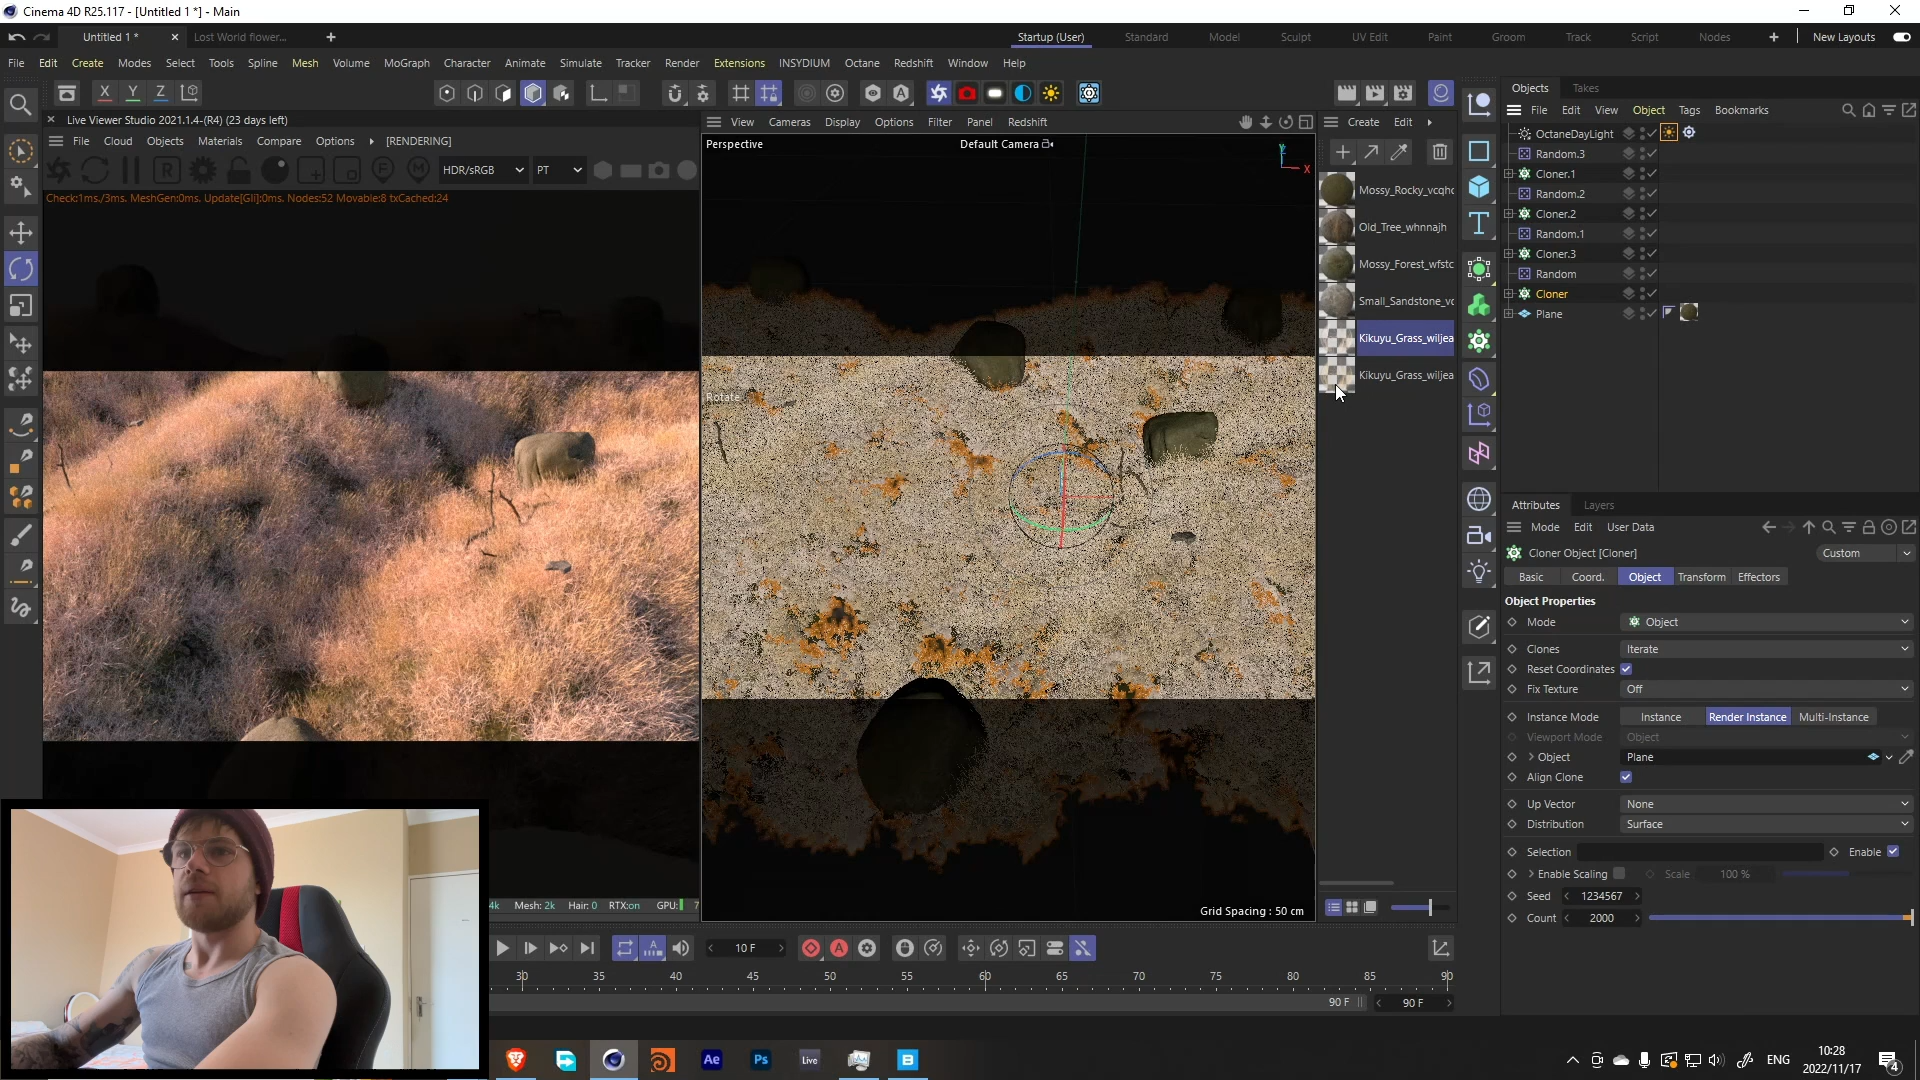 Cinema 4D R25.117 - [Untitled 1 *] - Main
Untitled 1 *
Lost World flower...
Startup (User) Standard Model Sculpt UV Edit Paint Groom Track Script Nodes New Layouts
File Edit Create Modes Select Tools Spline Mesh Volume MoGraph Character Animate Simulate Tracker Render Extensions INSYDIUM Octane Redshift Window Help
X Y Z
Live Viewer Studio 2021.1.4-(R4) (23 days left)
File Cloud Objects Materials Compare Options [RENDERING]
HDR/sRGB PT
Check:1ms./3ms. MeshGen:0ms. Update[G]:0ms. Nodes:52 Movable:8 txCached:24
4k Mesh: 2k Hair: 0 RTX:on GPU: 7
View Cameras Display Options Filter Panel Redshift
Perspective
Default Camera
Y
X
Rotate
Grid Spacing : 50 cm
Create Edit
Mossy_Rocky_vcqhc
Old_Tree_whnnajh
Mossy_Forest_wfstc
Small_Sandstone_vc
Kikuyu_Grass_wiljea
Kikuyu_Grass_wiljea
Objects Takes
File Edit View Object Tags Bookmarks
OctaneDayLight
Random.3
Cloner.1
Random.2
Cloner.2
Random.1
Cloner.3
Random
Cloner
Plane
Attributes Layers
Mode Edit User Data
Cloner Object [Cloner]
Custom
Basic Coord. Object Transform Effectors
Object Properties
Mode Object
Clones Iterate
Reset Coordinates
Fix Texture Off
Instance Mode Instance Render Instance Multi-Instance
Viewport Mode Object
Object Plane
Align Clone
Up Vector None
Distribution Surface
Selection Enable
Enable Scaling Scale 100 %
Seed 1234567
Count 2000
10 F
30 35 40 45 50 55 60 65 70 75 80 85 90
90 F 90 F
Ae Ps Live B
ENG
10:28
2022/11/17
4